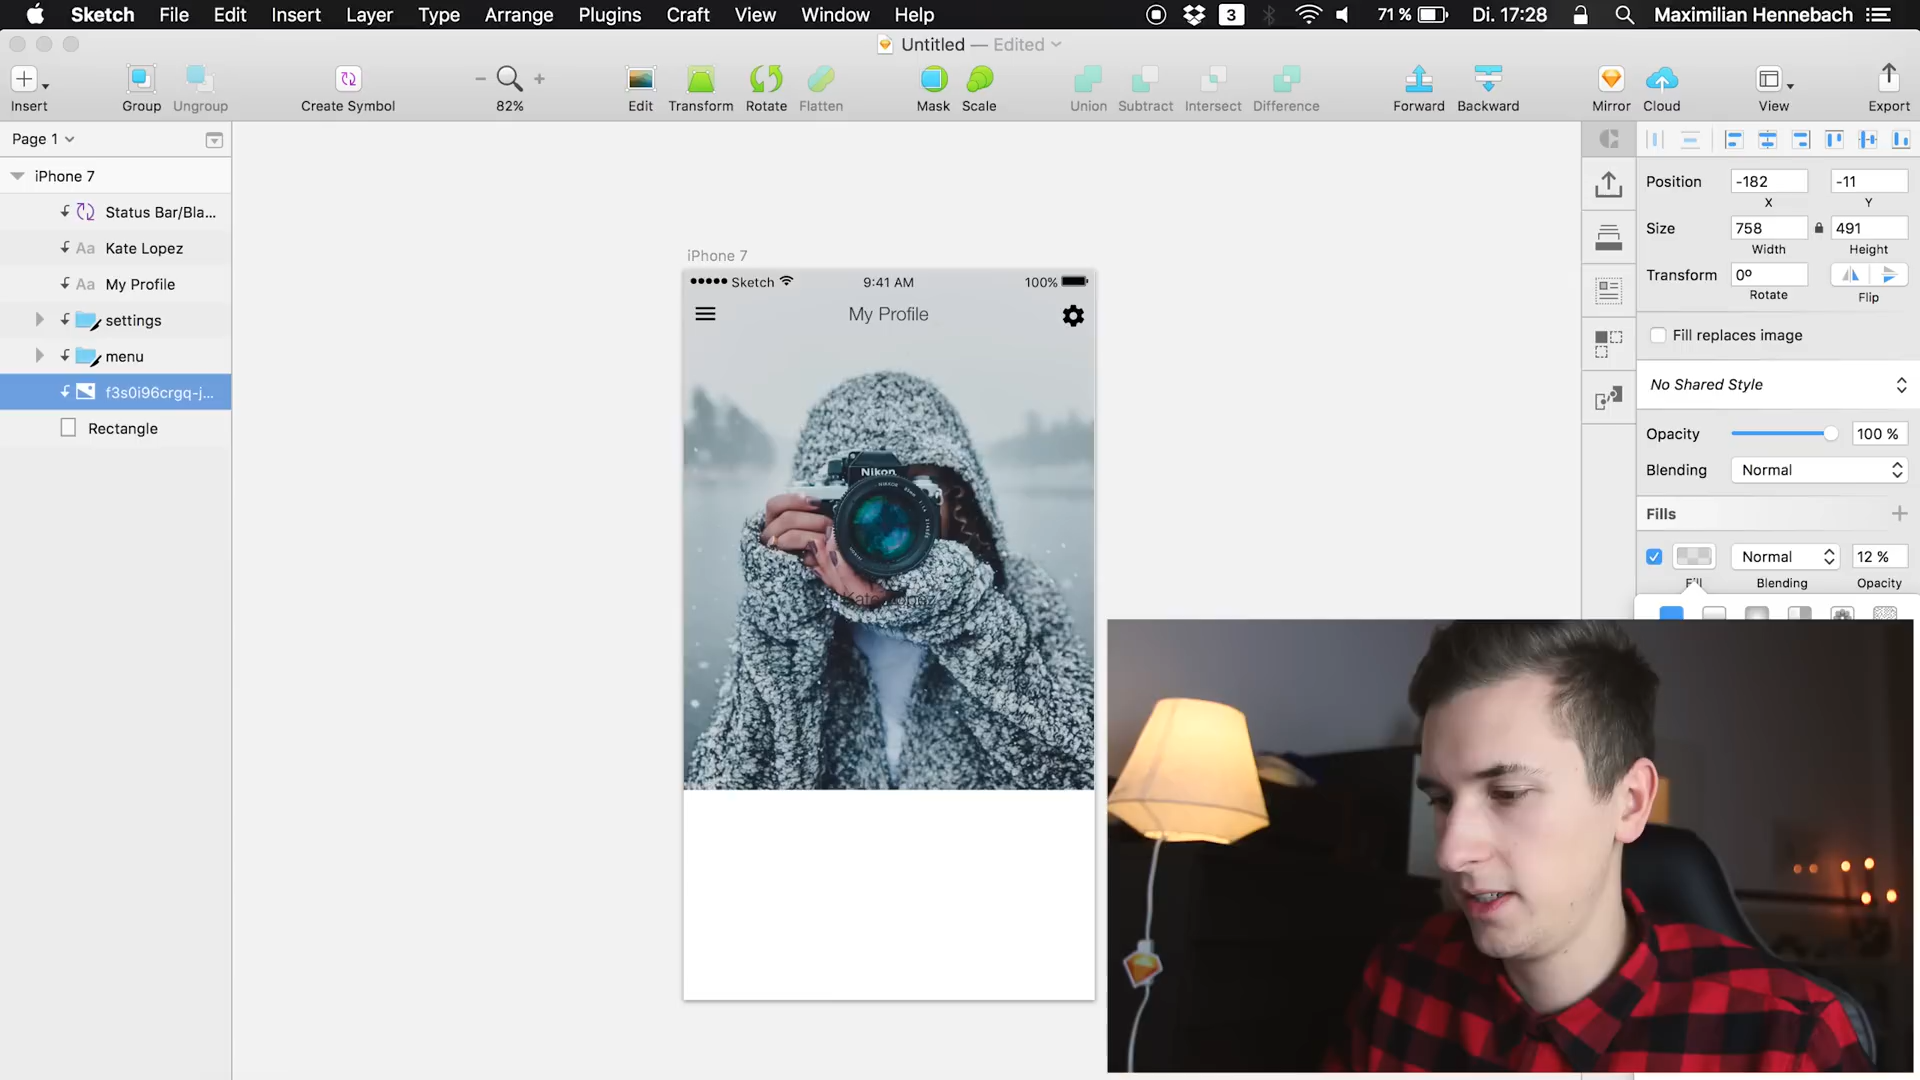 Sketch File Edit Insert Layer Type Arrange Plugins Craft View Window Help 3 71 % Di. 17:28 Maximilian Hennebach
Untitled — Edited
Insert Group Ungroup Create Symbol 82% Edit Transform Rotate Flatten Mask Scale Union Subtract Intersect Difference Forward Backward Mirror Cloud View Export
Page 1
iPhone 7
Status Bar/Bla...
Aa Kate Lopez
Aa My Profile
settings
menu
f3s0i96crgq-j...
Rectangle
iPhone 7
Sketch 9:41 AM 100%
My Profile
Nikon
Kate Lopez
Position -182 -11
X Y
Size 758 491
Width Height
Transform 0º
Rotate Flip
Fill replaces image
No Shared Style
Opacity 100 %
Blending Normal
Fills
Normal 12 %
Fill Blending Opacity